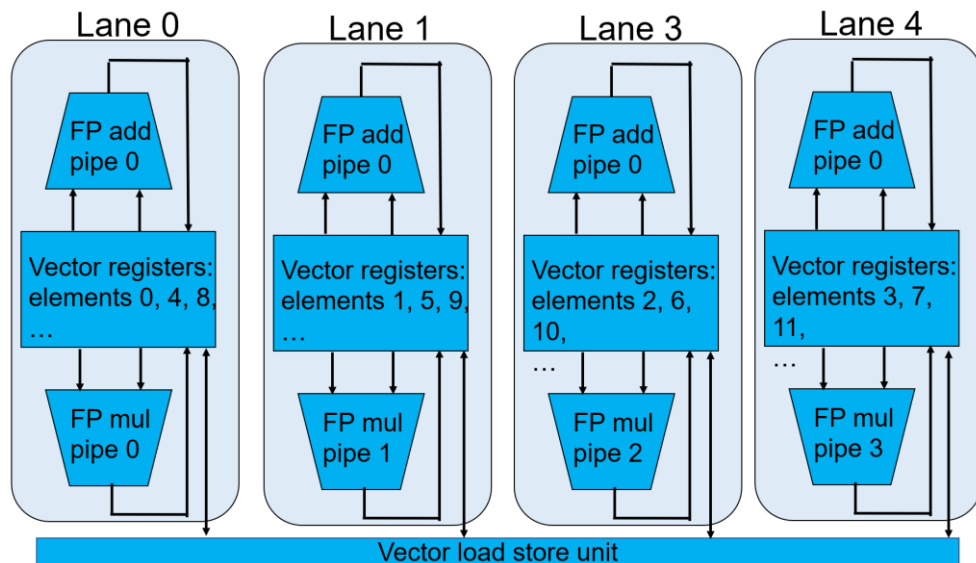 Lane 0
Lane 1
Lane 3
Lane 4
FP add
pipe 0
FP add
pipe 0
FP add
pipe 0
FP add
pipe 0
Vector registers:
elements 0, 4, 8,
…
Vector registers:
elements 1, 5, 9,
…
Vector registers:
elements 2, 6,
10,
…
Vector registers:
elements 3, 7,
11,
…
FP mul
pipe 0
FP mul
pipe 1
FP mul
pipe 2
FP mul
pipe 3
Vector load store unit